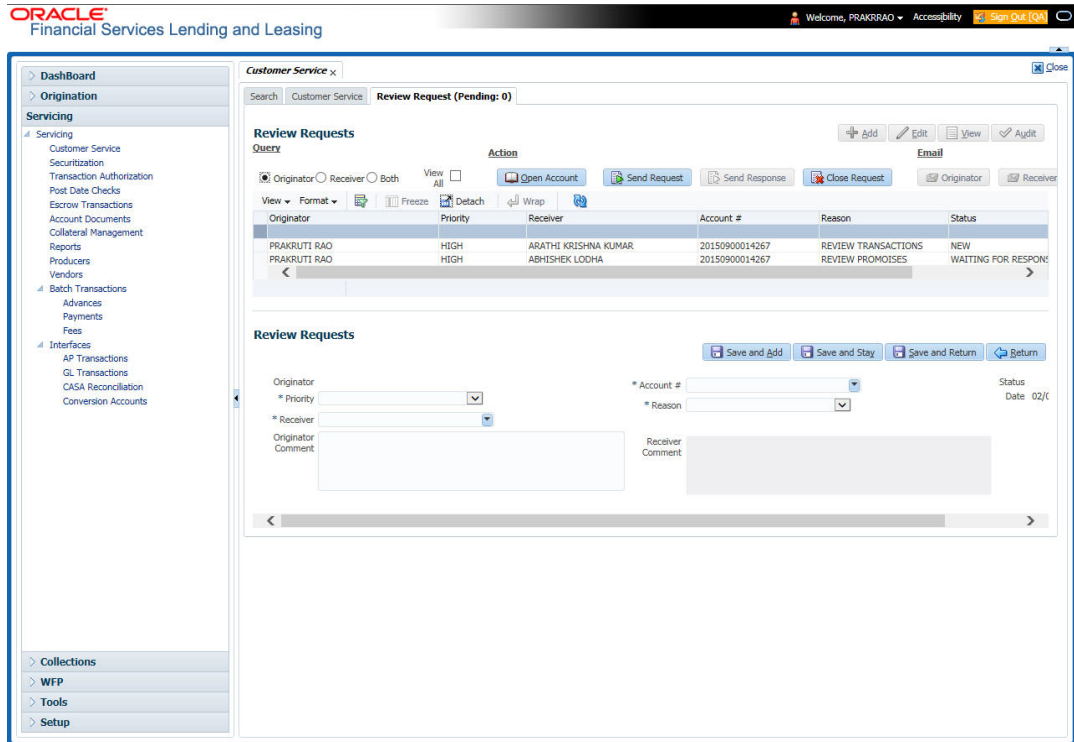 ORACLE
Financial Services Lending and Leasing
Welcome, PRAKRRAO Accessibility Sign Out [QA]
Close
DashBoard
Origination
Servicing
Servicing
Customer Service
Securitization
Transaction Authorization
Post Date Checks
Escrow Transactions
Account Documents
Collateral Management
Reports
Producers
Vendors
Batch Transactions
Advances
Payments
Fees
Interfaces
AP Transactions
GL Transactions
CASA Reconciliation
Conversion Accounts
Collections
WFP
Tools
Setup
Customer Service
Search Customer Service Review Request (Pending: 0)
Review Requests
Add Edit View Audit
Query Action Email
Originator Receiver Both View All Open Account Send Request Send Response Close Request Originator Receiver
View Format Freeze Detach Wrap
Originator Priority Receiver Account # Reason Status
PRAKRUTI RAO HIGH ARATHI KRISHNA KUMAR 20150900014267 REVIEW TRANSACTIONS NEW
PRAKRUTI RAO HIGH ABHISHEK LODHA 20150900014267 REVIEW PROMOISES WAITING FOR RESPONS
Review Requests
Save and Add Save and Stay Save and Return Return
Originator * Account # Status
* Priority * Reason Date 02/
* Receiver
Originator Comment
Receiver Comment